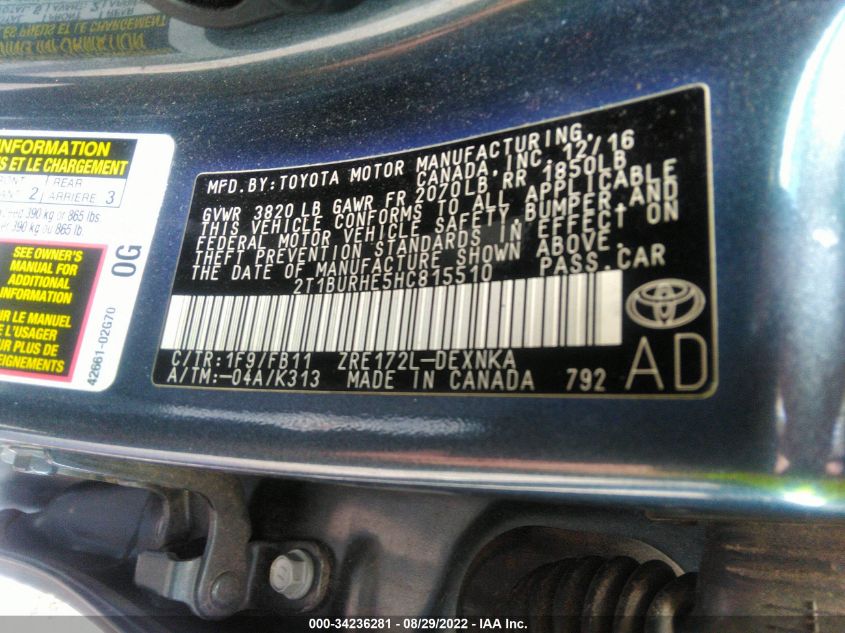 INFORMATION
S ET LE CHARGEMENT
2 REAR
ARRIÈRE 3
390 kg or 865 lbs.
390 kg ou 865 lb.
SEE OWNER'S
MANUAL FOR
ADDITIONAL
INFORMATION
LE MANUEL
L'USAGER
PLUS DE
0G
42661-02G70
MFD.BY:TOYOTA MOTOR MANUFACTURING,
CANADA,INC. 12/16
GVWR 3820 LB GAWR FR 2070LB RR 1850LB
THIS VEHICLE CONFORMS TO ALL APPLICABLE
FEDERAL MOTOR VEHICLE SAFETY,BUMPER,AND
THEFT PREVENTION STANDARDS IN EFFECT ON
THE DATE OF MANUFACTURE SHOWN ABOVE.
2T1BURHE5HC815510 PASS.CAR
C/TR:1F9/FB11 ZRE172L-DEXNKA
A/TM:-04A/K313 MADE IN CANADA 792
AD
000-34236281 - 08/29/2022 - IAA Inc.